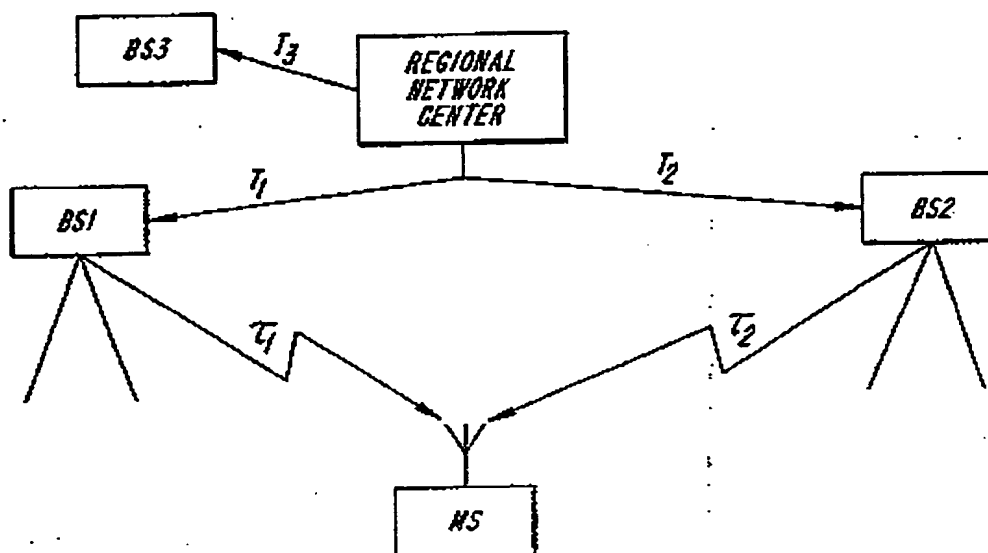 BS3
T3
REGIONAL
NETWORK
CENTER
T1
T2
BS1
BS2
τ1
τ2
MS